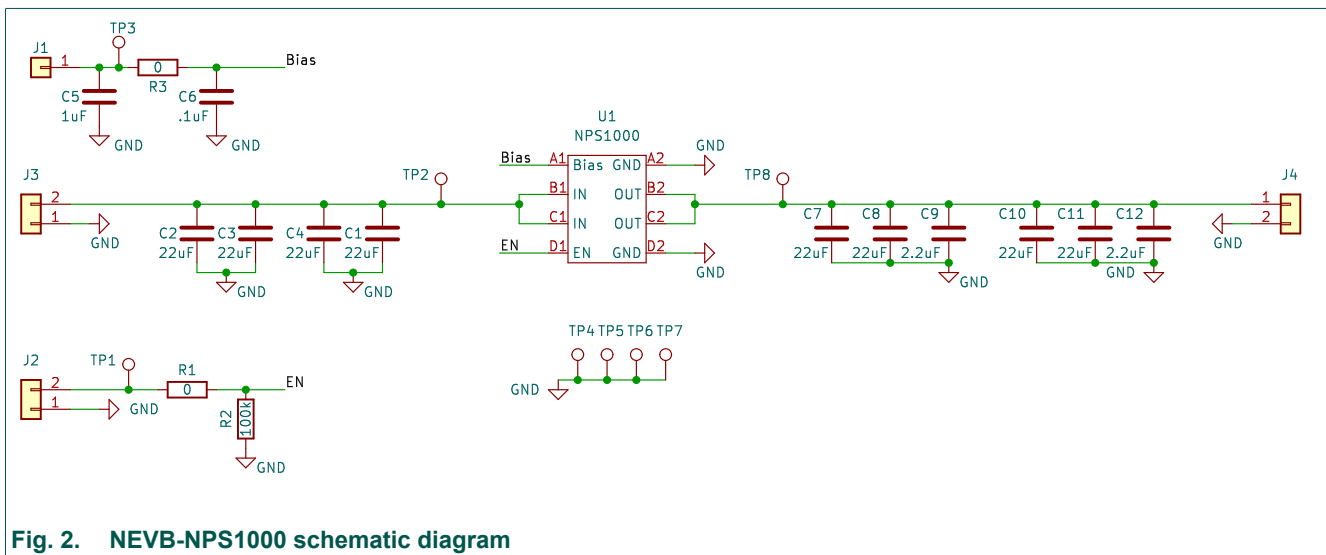 TP3
J1
1
0
R3
Bias
C5
1uF
C6
.1uF
GND
GND
U1
NPS1000
Bias A1 Bias GND A2 GND
B1 IN OUT B2
C1 IN OUT C2
EN D1 EN GND D2 GND
J3
2
1
GND
TP2
C2 C3 C4 C1
22uF 22uF 22uF 22uF
GND GND
TP8
J4
1
2
GND
C7 C8 C9 C10 C11 C12
22uF 22uF 2.2uF 22uF 22uF 2.2uF
GND GND
TP4 TP5 TP6 TP7
GND
J2
2
1
TP1
GND
R1
0
EN
R2
100k
GND
Fig. 2. NEVB-NPS1000 schematic diagram